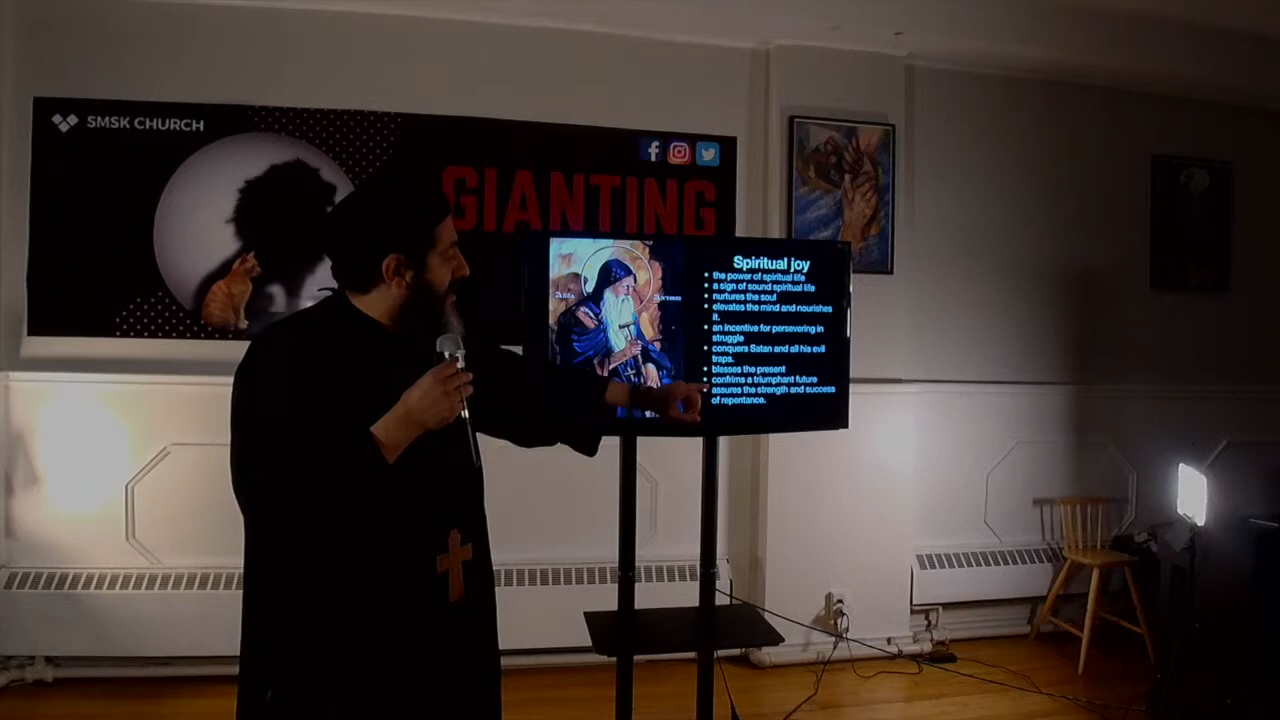 SMSK CHURCH
GIANTING
Spiritual joy
• the power of spiritual life
• a sign of sound spiritual life
• nurtures the soul
• elevates the mind and nourishes
it.
• an incentive for persevering in
struggle
• conquers Satan and all his evil
traps.
• blesses the present
• confrims a triumphant future
• assures the strength and success
of repentance.